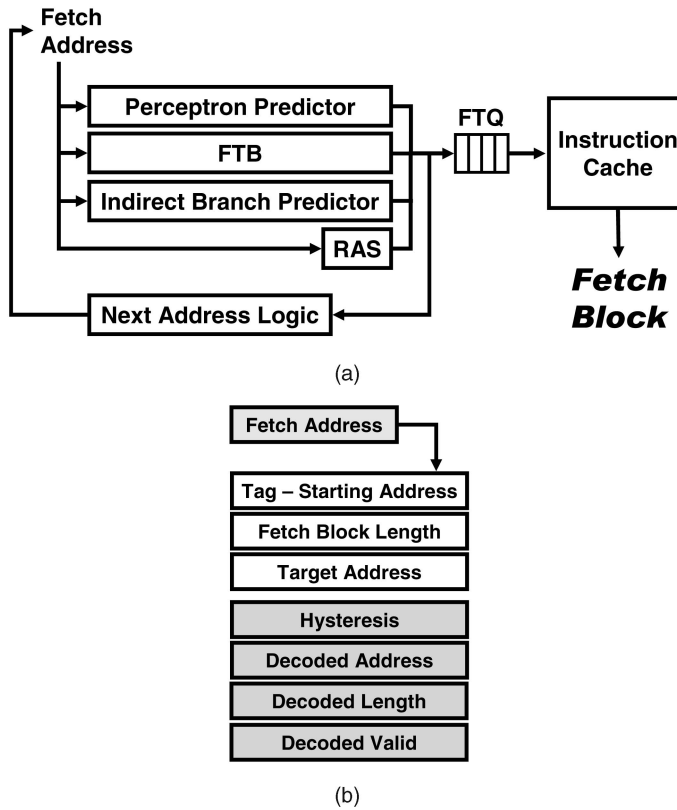 Fetch
Address
Perceptron Predictor
FTB
Indirect Branch Predictor
RAS
Next Address Logic
FTQ
Instruction
Cache
Fetch
Block
(a)
Fetch Address
Tag – Starting Address
Fetch Block Length
Target Address
Hysteresis
Decoded Address
Decoded Length
Decoded Valid
(b)